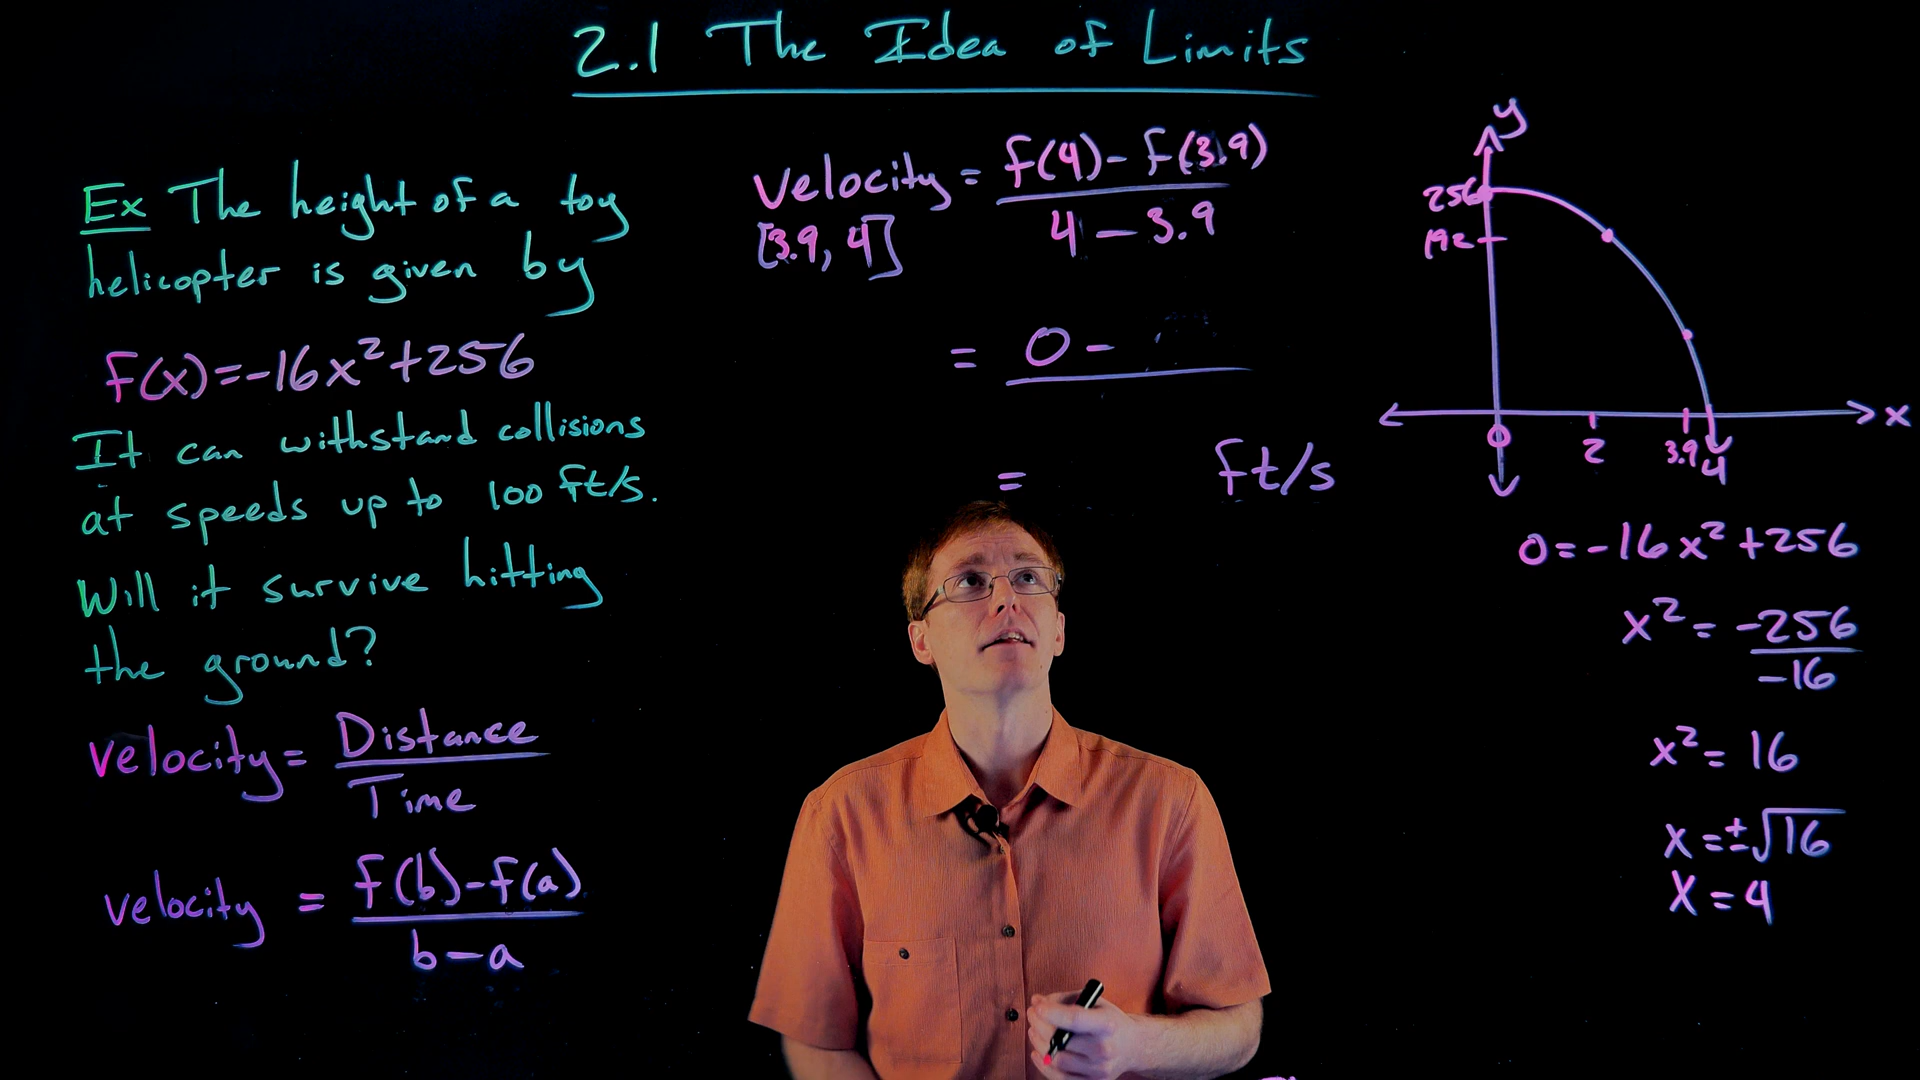 2.1 The Idea of Limits
Ex The height of a toy
helicopter is given by
f(x)=-16x²+256
It can withstand collisions
at speeds up to 100 ft/s.
Will it survive hitting
the ground?
velocity = Distance
Time
velocity = f(b)-f(a)
b-a
velocity = f(4)-f(3.9)
[3.9, 4] 4-3.9
= 0-
= ft/s
y
256
192
x
0 2 3.9 4
0=-16x²+256
x²= -256
-16
x²= 16
x=±√16
x=4